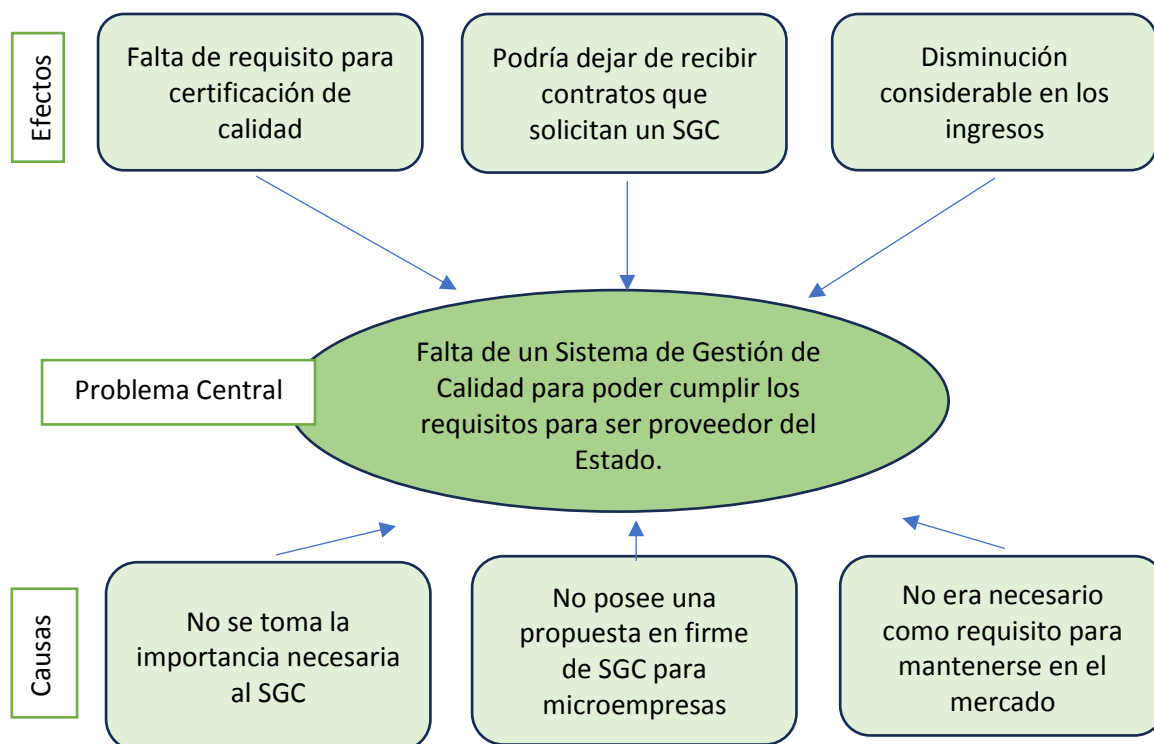 Efectos
Falta de requisito para
certificación de
calidad
Podría dejar de recibir
contratos que
solicitan un SGC
Disminución
considerable en los
ingresos
Problema Central
Falta de un Sistema de Gestión de
Calidad para poder cumplir los
requisitos para ser proveedor del
Estado.
Causas
No se toma la
importancia necesaria
al SGC
No posee una
propuesta en firme
de SGC para
microempresas
No era necesario
como requisito para
mantenerse en el
mercado